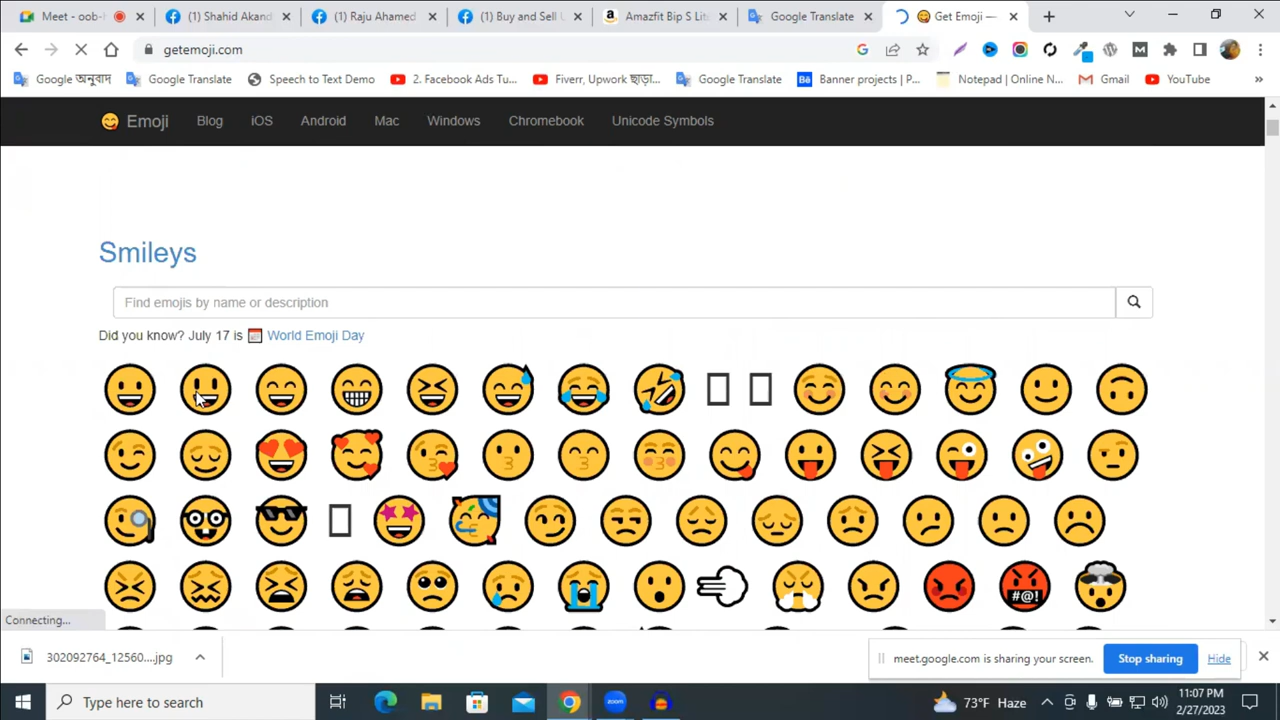 Meet - oob-
(1) Shahid Akand
(1) Raju Ahamed
(1) Buy and Sell
Amazfit Bip S Lit
Google Translate
Get Emoji —
getemoji.com
Google অনুবাদ
Google Translate
Speech to Text Demo
2. Facebook Ads Tu...
Fiverr, Upwork ছাড়া...
Google Translate
Banner projects | P...
Notepad | Online N...
Gmail
YouTube
»
Emoji Blog iOS Android Mac Windows Chromebook Unicode Symbols
Smileys
Find emojis by name or description
Did you know? July 17 is World Emoji Day
#@!
Connecting...
302092764_12560....jpg
meet.google.com is sharing your screen. Stop sharing Hide
Type here to search
zoom
73°F Haze
11:07 PM
2/27/2023